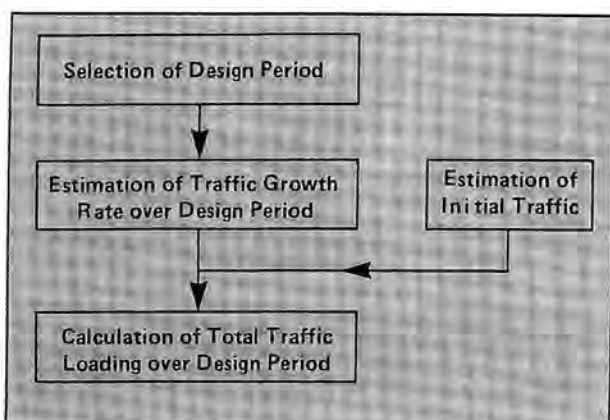 Selection of Design Period
Estimation of Traffic Growth
Rate over Design Period
Estimation of
Initial Traffic
Calculation of Total Traffic
Loading over Design Period